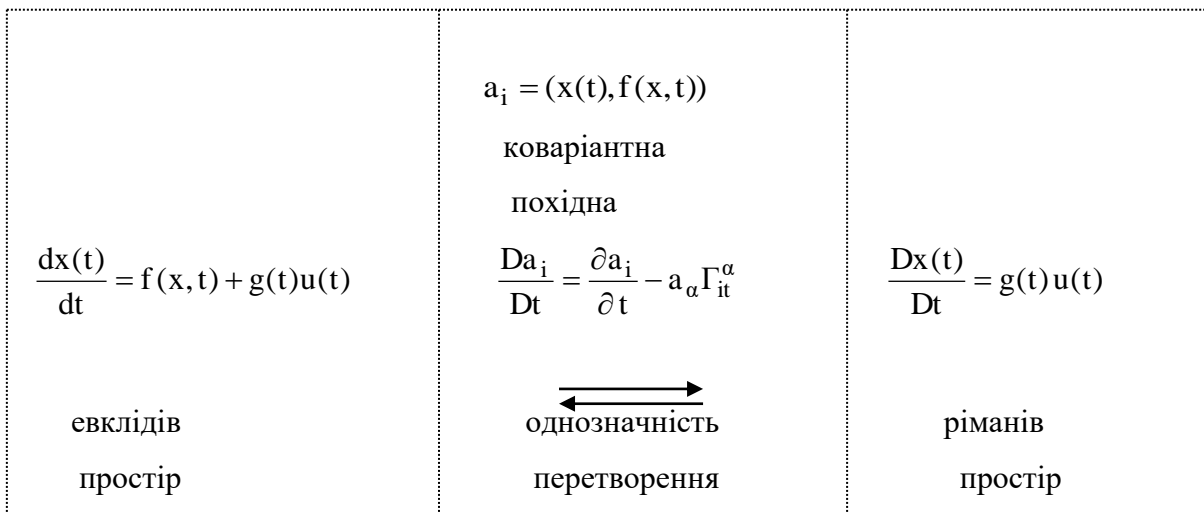 a_i = (x(t), f(x, t))
коваріантна
похідна
dx(t)/dt = f(x, t) + g(t)u(t)
Da_i/Dt = ∂a_i/∂t − a_α Γ^α_it
Dx(t)/Dt = g(t)u(t)
евклідів
простір
однозначність
перетворення
ріманів
простір